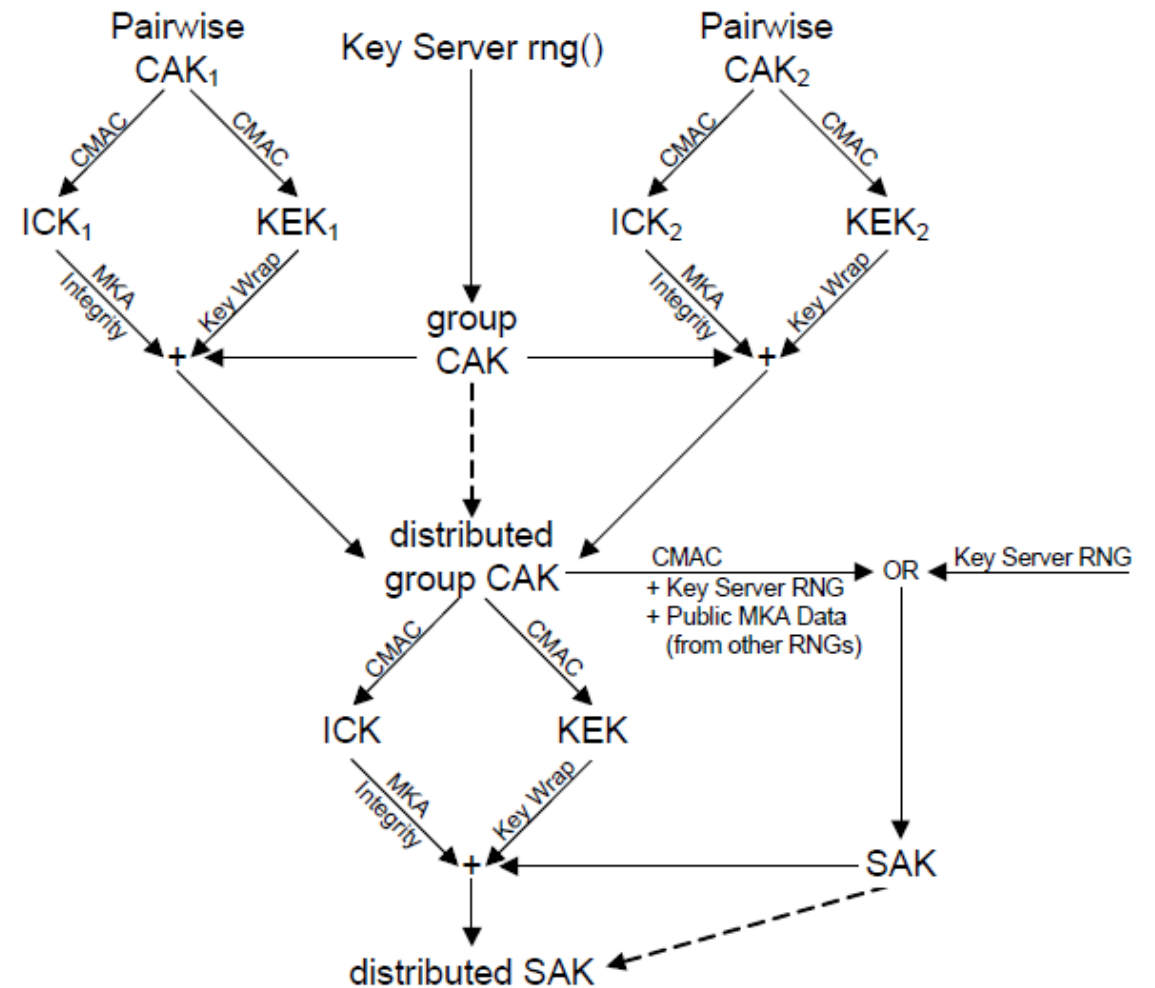 Pairwise
CAK₁
Key Server rng()
Pairwise
CAK₂
CMAC
CMAC
CMAC
CMAC
ICK₁
KEK₁
ICK₂
KEK₂
MKA
Integrity
Key Wrap
MKA
Integrity
Key Wrap
group
CAK
+
+
distributed
group CAK
CMAC
+ Key Server RNG
+ Public MKA Data
(from other RNGs)
OR
Key Server RNG
CMAC
CMAC
ICK
KEK
MKA
Integrity
Key Wrap
+
SAK
distributed SAK